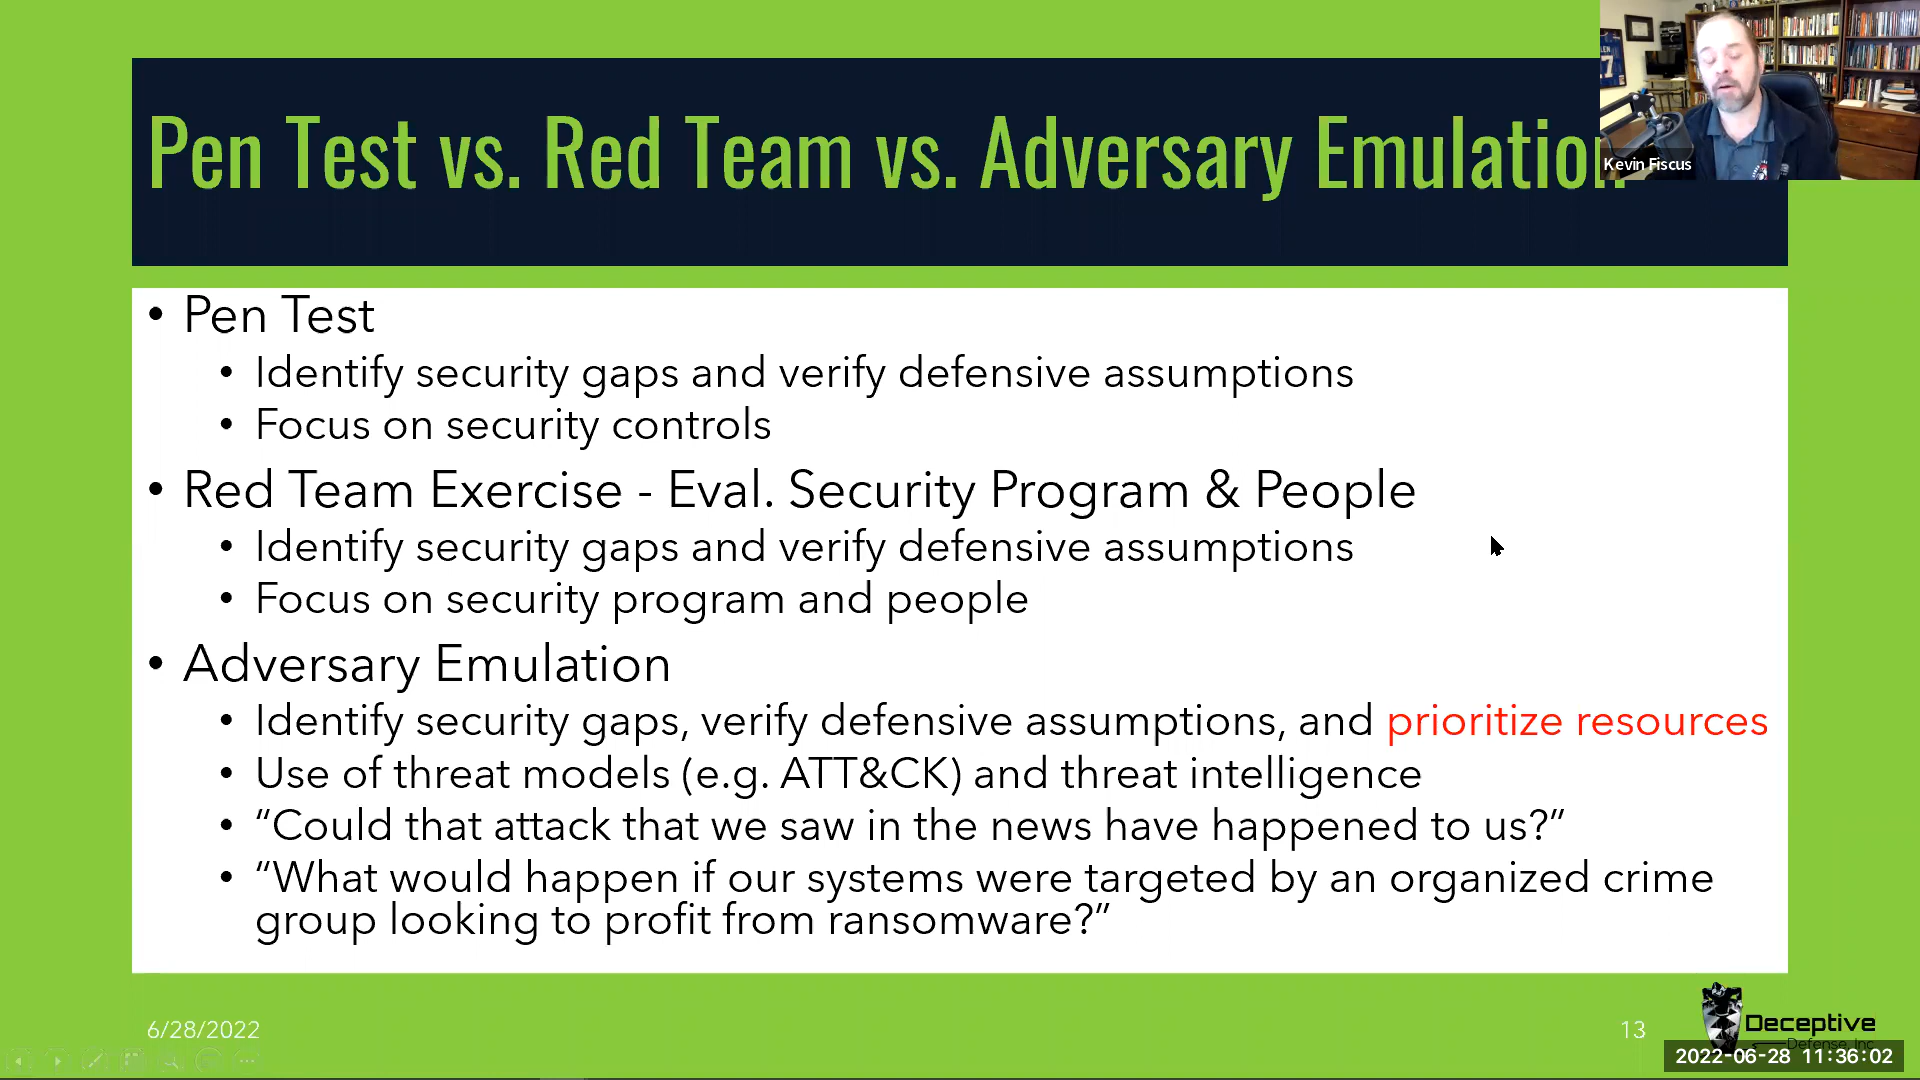 Pen Test vs. Red Team vs. Adversary Emulation
Kevin Fiscus
• Pen Test
• Identify security gaps and verify defensive assumptions
• Focus on security controls
• Red Team Exercise - Eval. Security Program & People
• Identify security gaps and verify defensive assumptions
• Focus on security program and people
• Adversary Emulation
• Identify security gaps, verify defensive assumptions, and prioritize resources
• Use of threat models (e.g. ATT&CK) and threat intelligence
• “Could that attack that we saw in the news have happened to us?”
• “What would happen if our systems were targeted by an organized crime
group looking to profit from ransomware?”
6/28/2022
13
Deceptive
Defense, Inc
2022-06-28 11:36:02